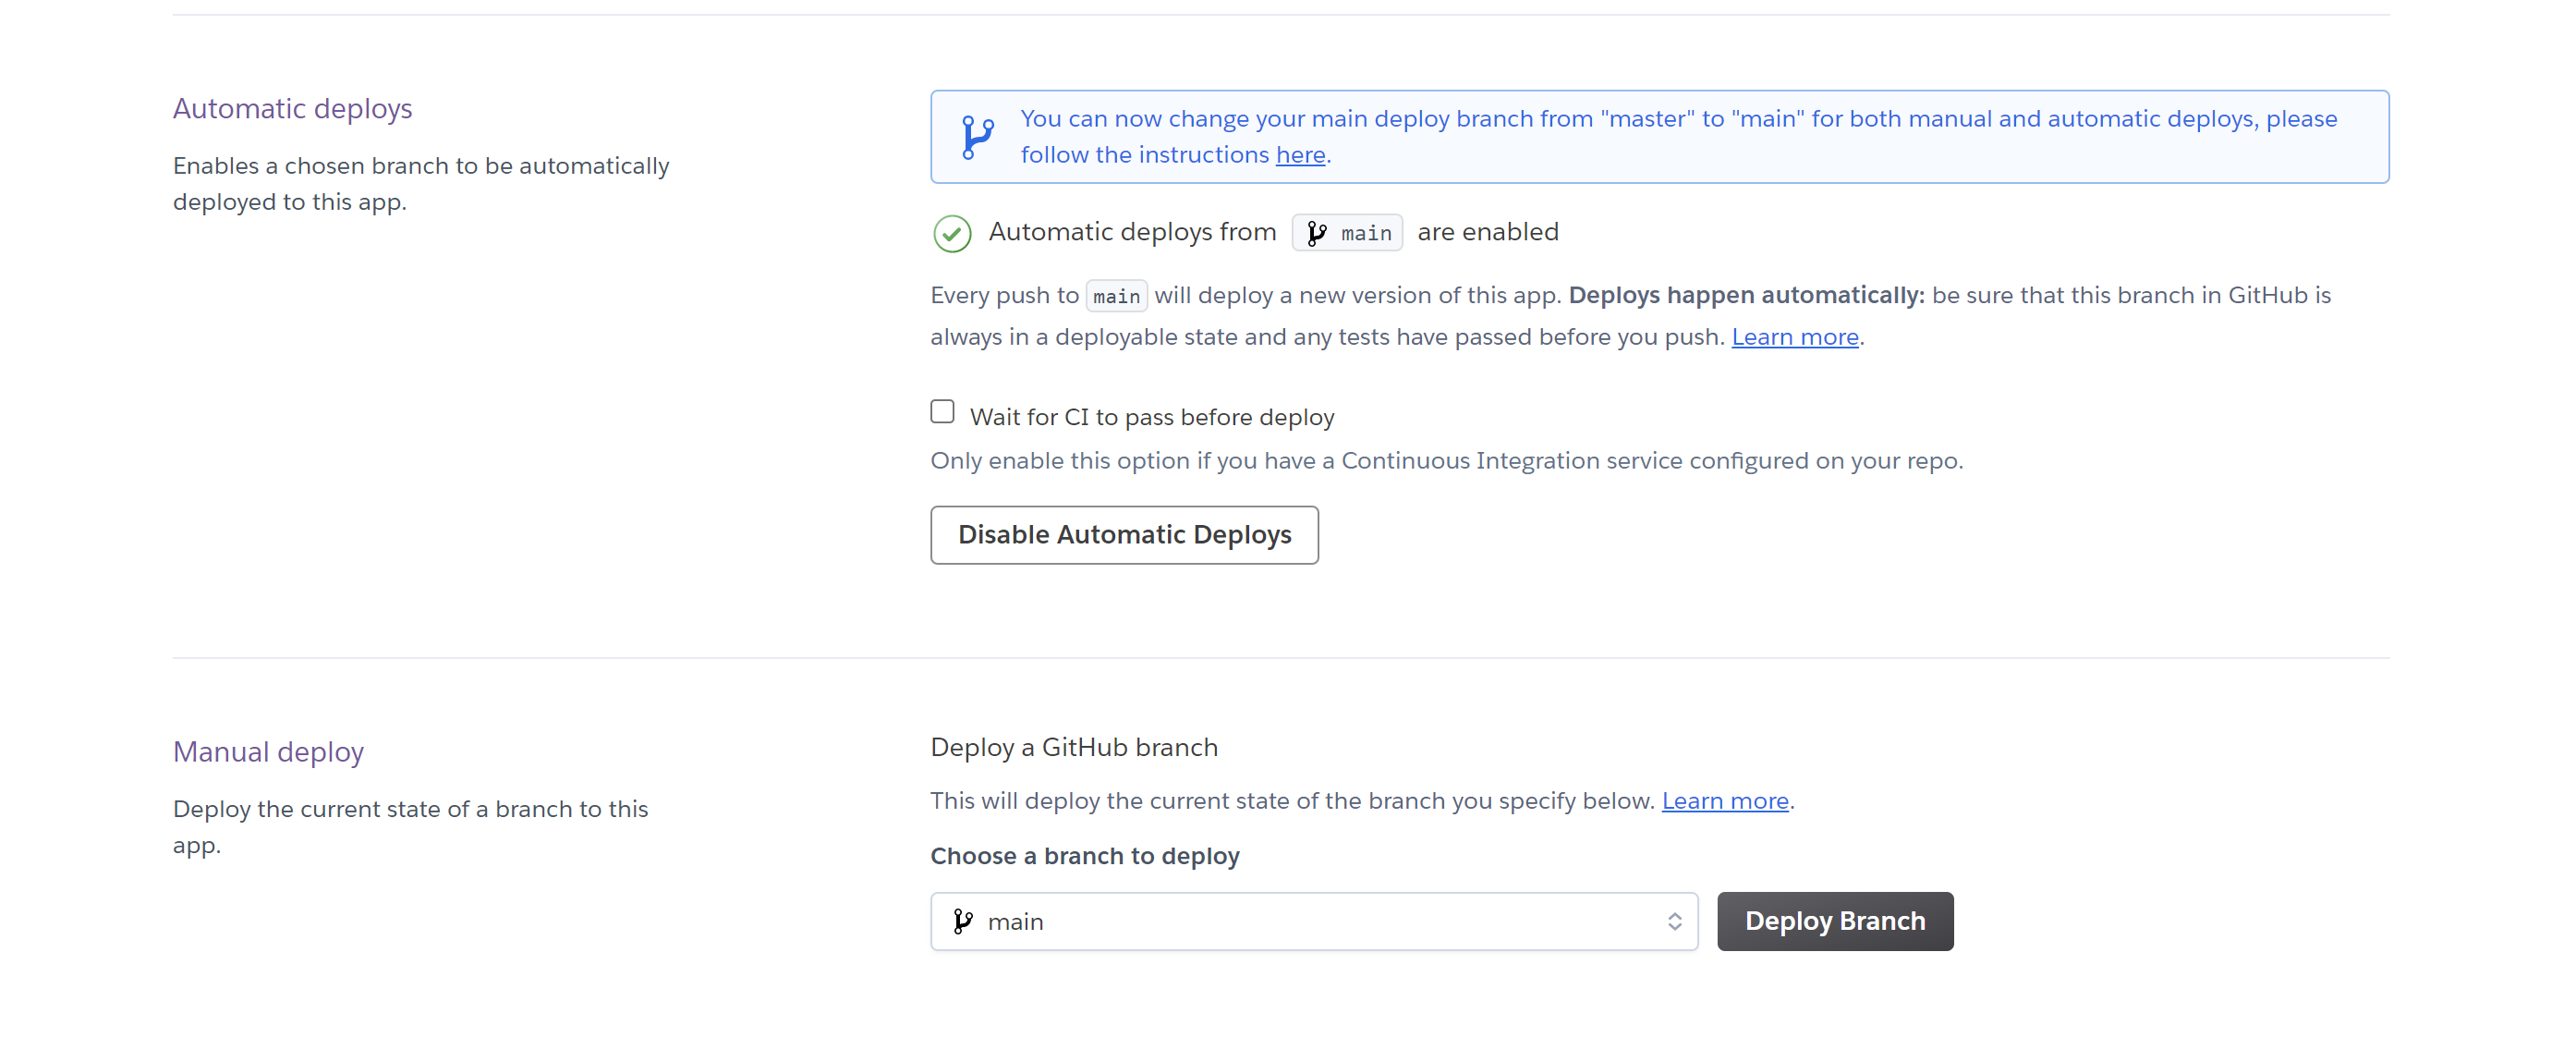 Automatic deploys
Enables a chosen branch to be automatically
deployed to this app.
You can now change your main deploy branch from "master" to "main" for both manual and automatic deploys, please
follow the instructions here.
Automatic deploys from main are enabled
Every push to main will deploy a new version of this app. Deploys happen automatically: be sure that this branch in GitHub is
always in a deployable state and any tests have passed before you push. Learn more.
Wait for CI to pass before deploy
Only enable this option if you have a Continuous Integration service configured on your repo.
Disable Automatic Deploys
Manual deploy
Deploy the current state of a branch to this
app.
Deploy a GitHub branch
This will deploy the current state of the branch you specify below. Learn more.
Choose a branch to deploy
main
Deploy Branch